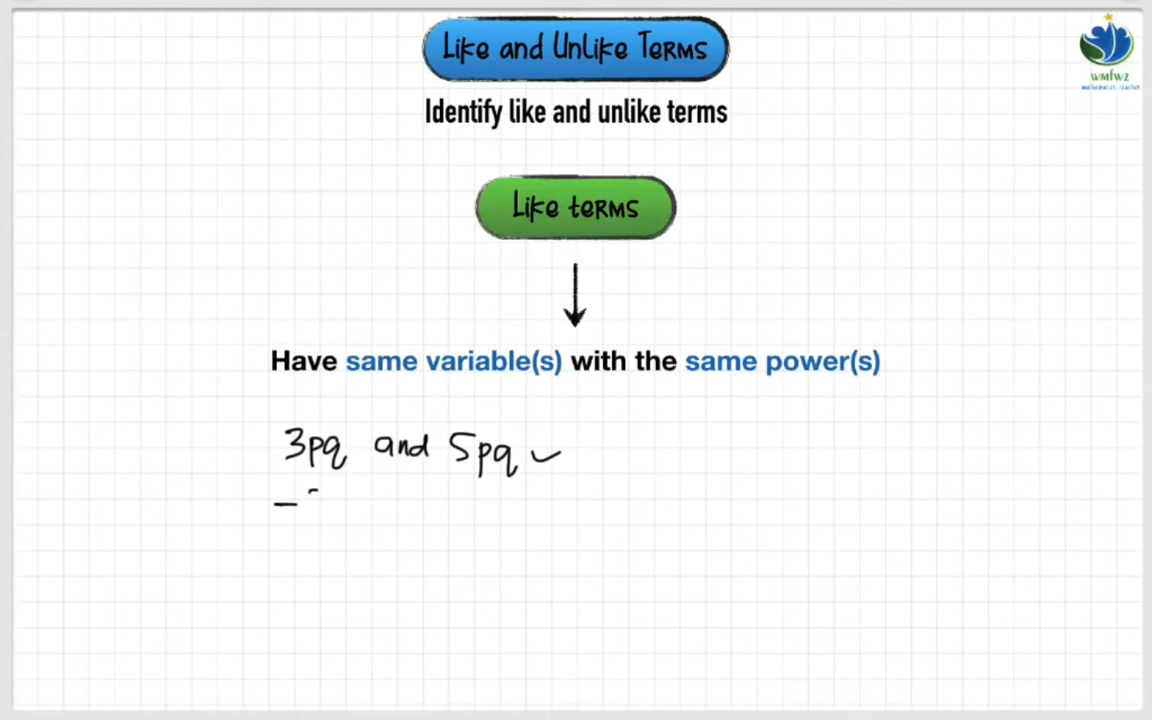 Like and Unlike Terms
WMFWZ
Identify like and unlike terms
Like terms
Have same variable(s) with the same power(s)
3pq and 5pq ✓
–